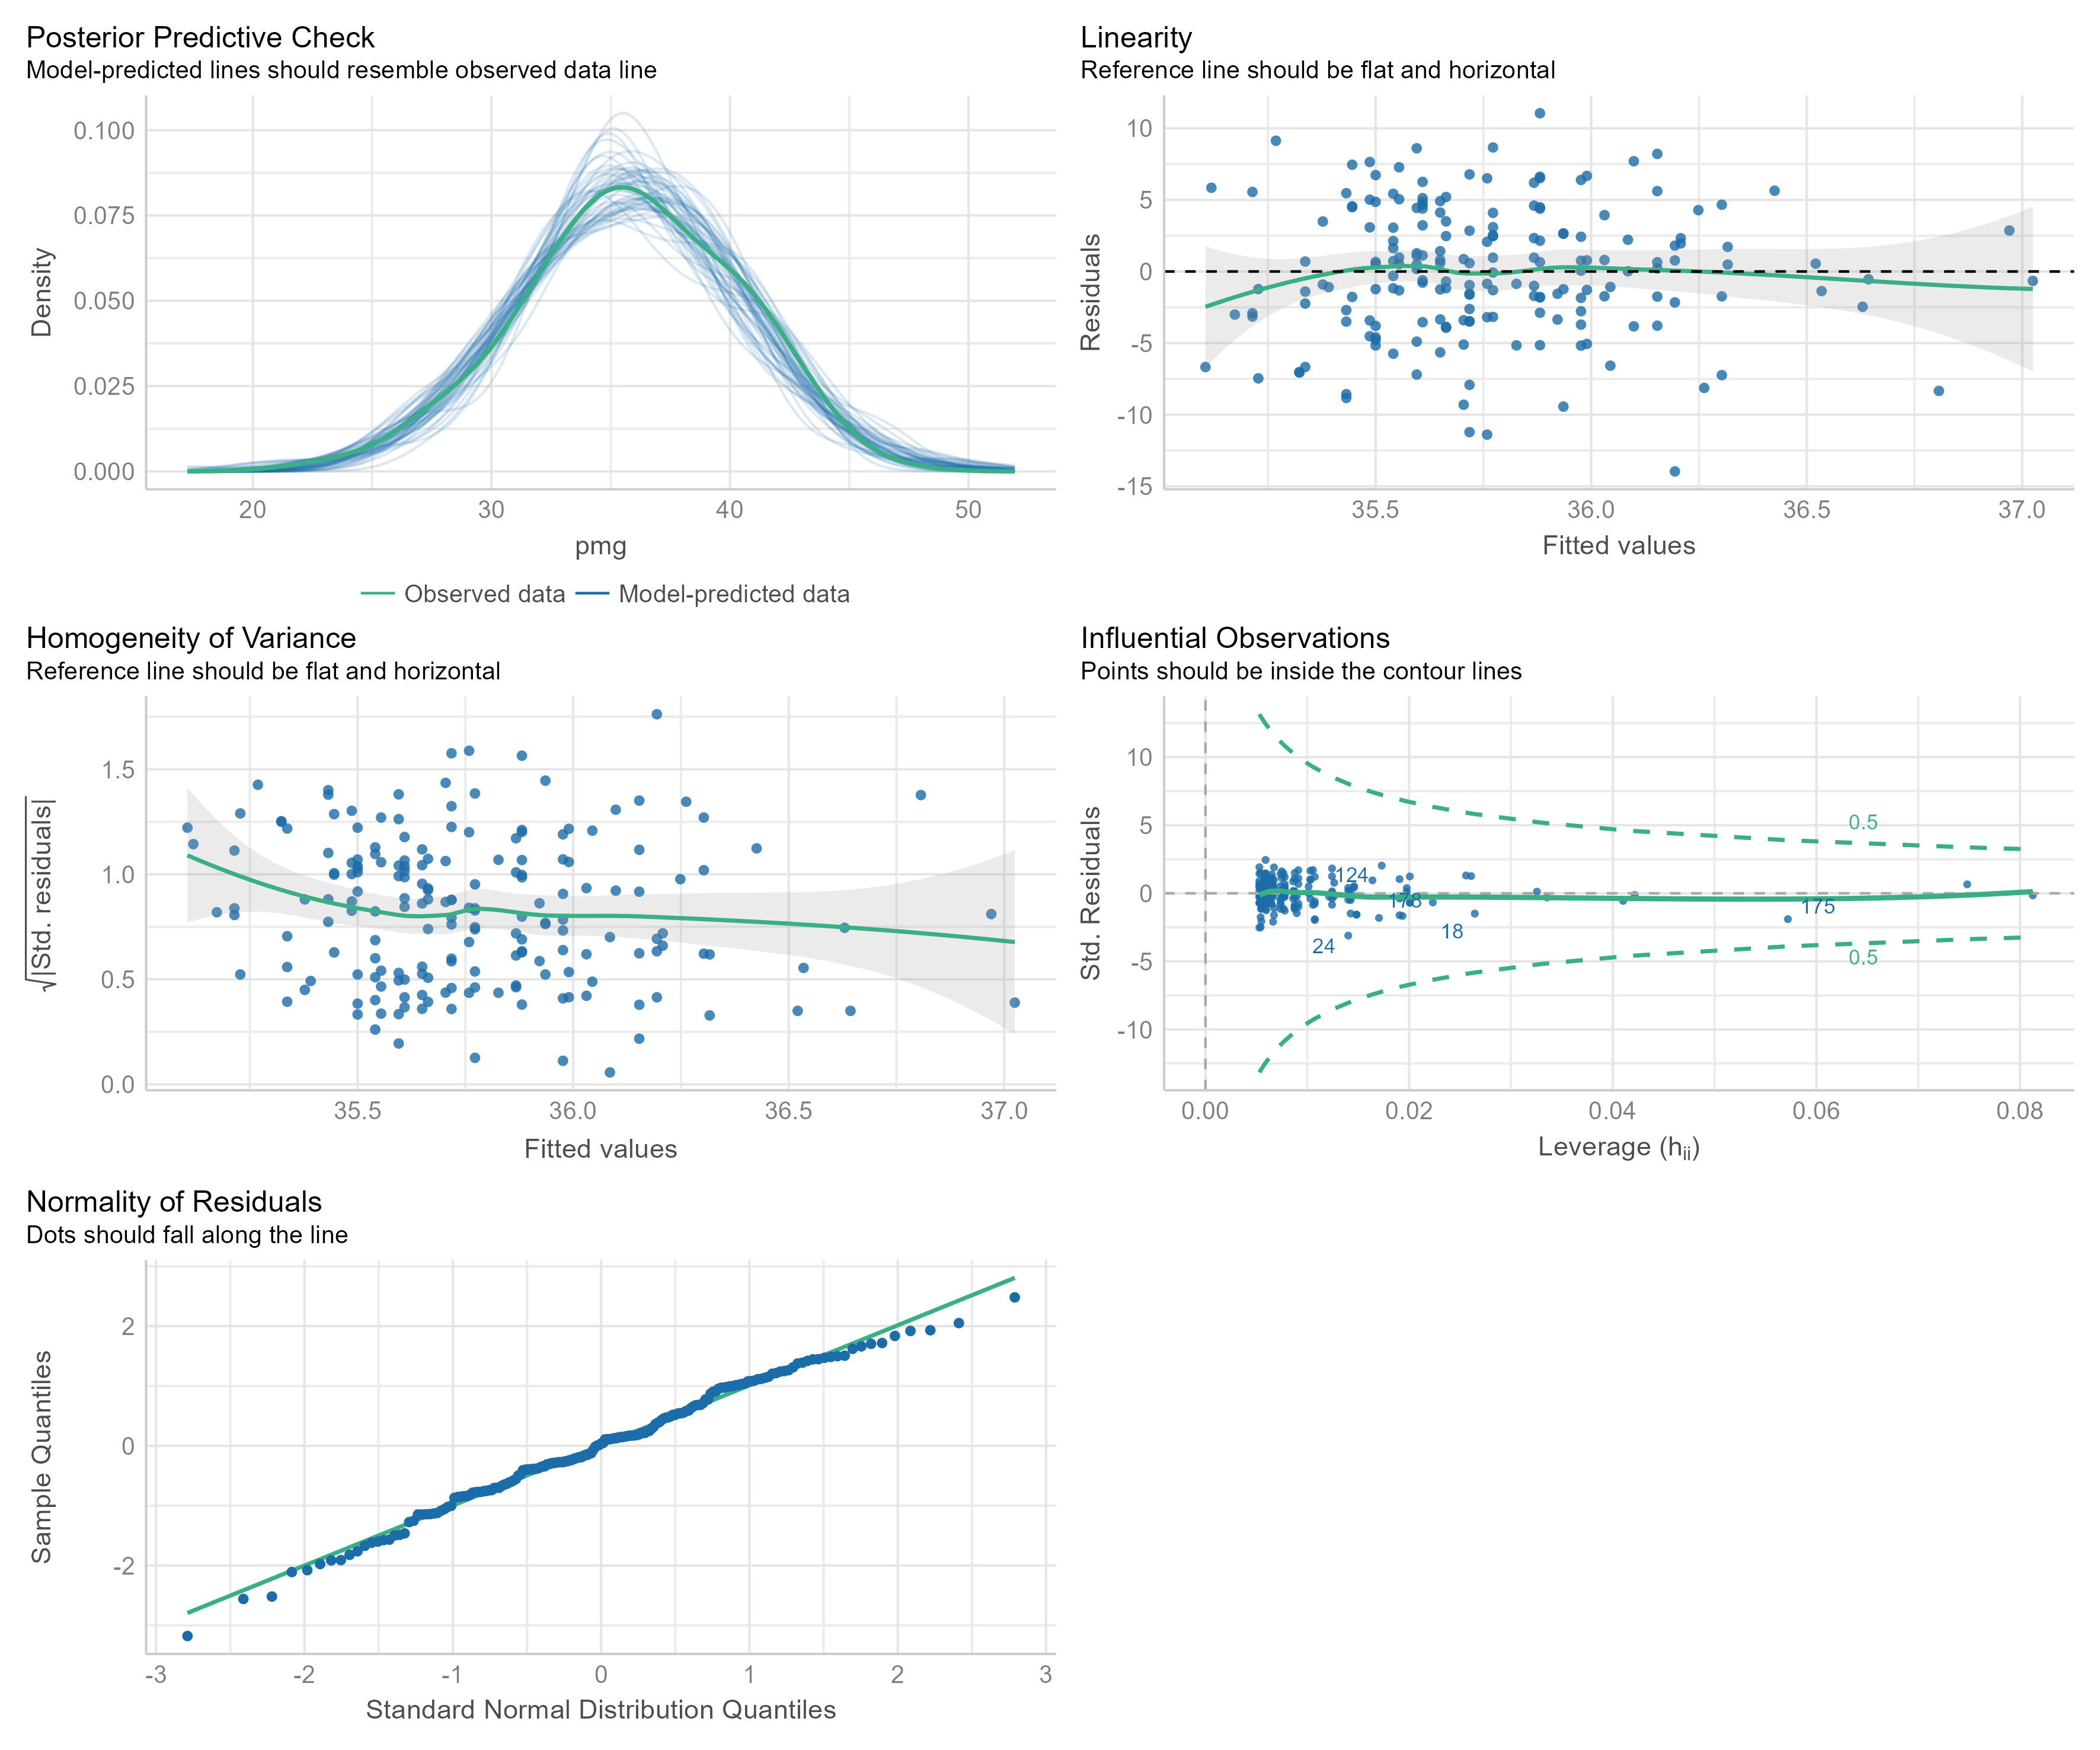 Posterior Predictive Check
Model-predicted lines should resemble observed data line
0.100
0.075
0.050
0.025
0.000
Density
20 30 40 50
pmg
Observed data Model-predicted data
Linearity
Reference line should be flat and horizontal
10
5
0
-5
-10
-15
Residuals
35.5 36.0 36.5 37.0
Fitted values
Homogeneity of Variance
Reference line should be flat and horizontal
1.5
1.0
0.5
0.0
√|Std. residuals|
35.5 36.0 36.5 37.0
Fitted values
Influential Observations
Points should be inside the contour lines
10
5
0
-5
-10
Std. Residuals
0.5
124
178
175
18
24
0.5
0.00 0.02 0.04 0.06 0.08
Leverage (hᵢᵢ)
Normality of Residuals
Dots should fall along the line
2
0
-2
Sample Quantiles
-3 -2 -1 0 1 2 3
Standard Normal Distribution Quantiles